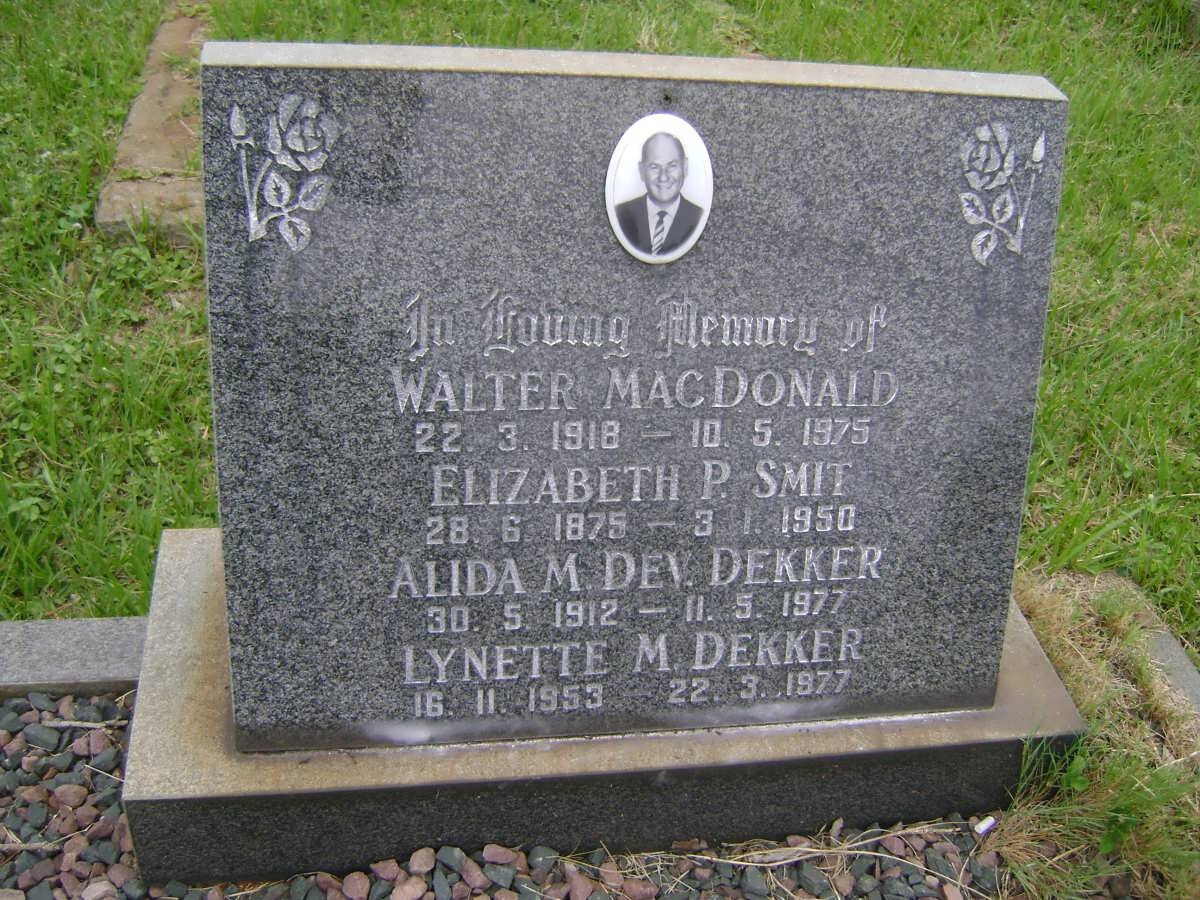 In Loving Memory of
WALTER MACDONALD
22. 3. 1918 — 10. 5. 1975
ELIZABETH P. SMIT
28. 6 1875 — 3. 1. 1950
ALIDA M. DEV. DEKKER
30. 5. 1912 — 11. 5. 1977
LYNETTE M. DEKKER
16. 11. 1953 — 22. 3. 1977